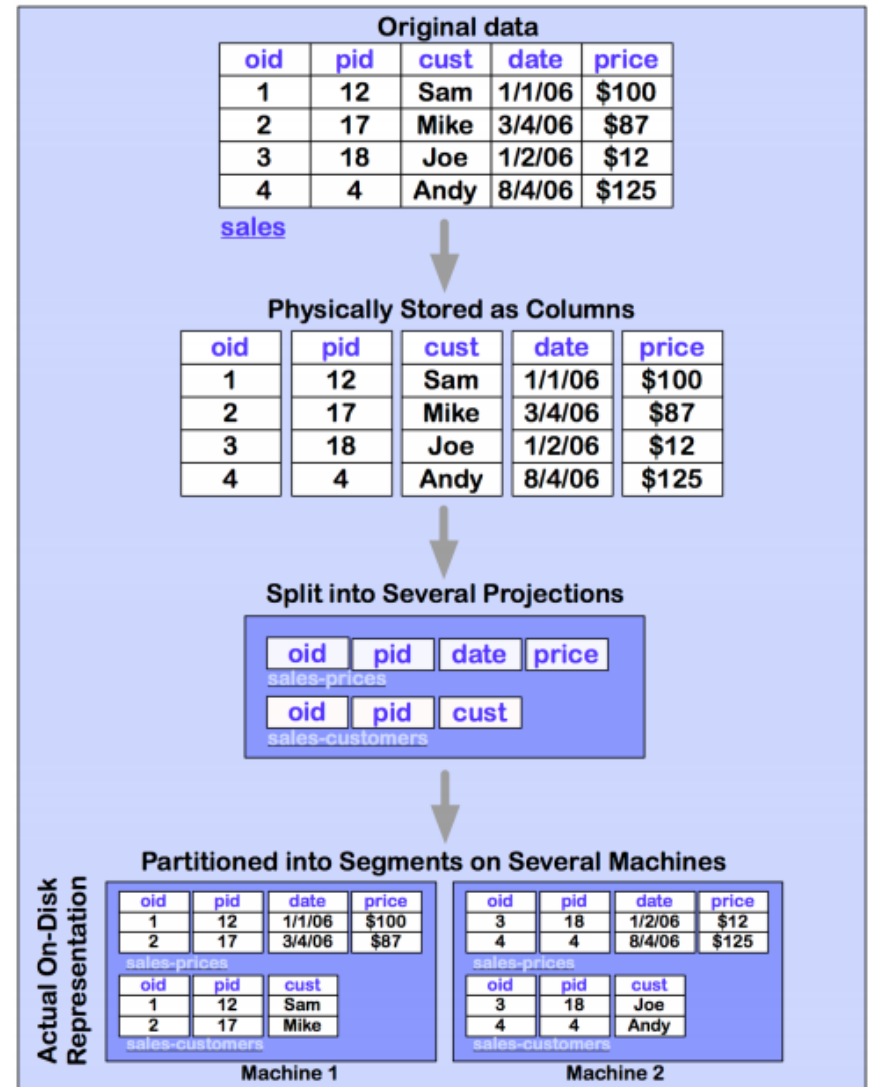 Original data
oid pid cust date price
1 12 Sam 1/1/06 $100
2 17 Mike 3/4/06 $87
3 18 Joe 1/2/06 $12
4 4 Andy 8/4/06 $125
sales
Physically Stored as Columns
oid pid cust date price
1 12 Sam 1/1/06 $100
2 17 Mike 3/4/06 $87
3 18 Joe 1/2/06 $12
4 4 Andy 8/4/06 $125
Split into Several Projections
oid pid date price
sales-prices
oid pid cust
sales-customers
Partitioned into Segments on Several Machines
Actual On-Disk
Representation
oid pid date price
1 12 1/1/06 $100
2 17 3/4/06 $87
sales-prices
oid pid cust
1 12 Sam
2 17 Mike
sales-customers
Machine 1
oid pid date price
3 18 1/2/06 $12
4 4 8/4/06 $125
sales-prices
oid pid cust
3 18 Joe
4 4 Andy
sales-customers
Machine 2